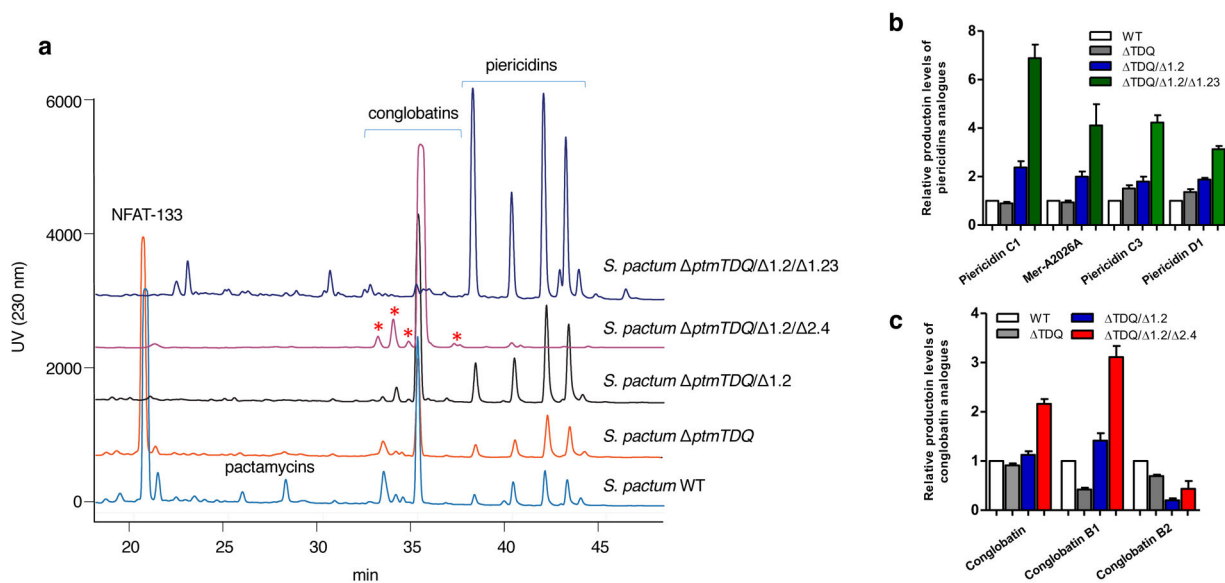 a
piericidins
conglobatins
NFAT-133
pactamycins
6000
4000
2000
0
UV (230 nm)
S. pactum ΔptmTDQ/Δ1.2/Δ1.23
S. pactum ΔptmTDQ/Δ1.2/Δ2.4
S. pactum ΔptmTDQ/Δ1.2
S. pactum ΔptmTDQ
S. pactum WT
* * * *
20 25 30 35 40 45
min
b
Relative productoin levels of
piericidins analogues
8
6
4
2
0
WT
ΔTDQ
ΔTDQ/Δ1.2
ΔTDQ/Δ1.2/Δ1.23
Piericidin C1
Mer-A2026A
Piericidin C3
Piericidin D1
c
Relative productoin levels of
conglobatin analogues
4
3
2
1
0
WT
ΔTDQ
ΔTDQ/Δ1.2
ΔTDQ/Δ1.2/Δ2.4
Conglobatin
Conglobatin B1
Conglobatin B2